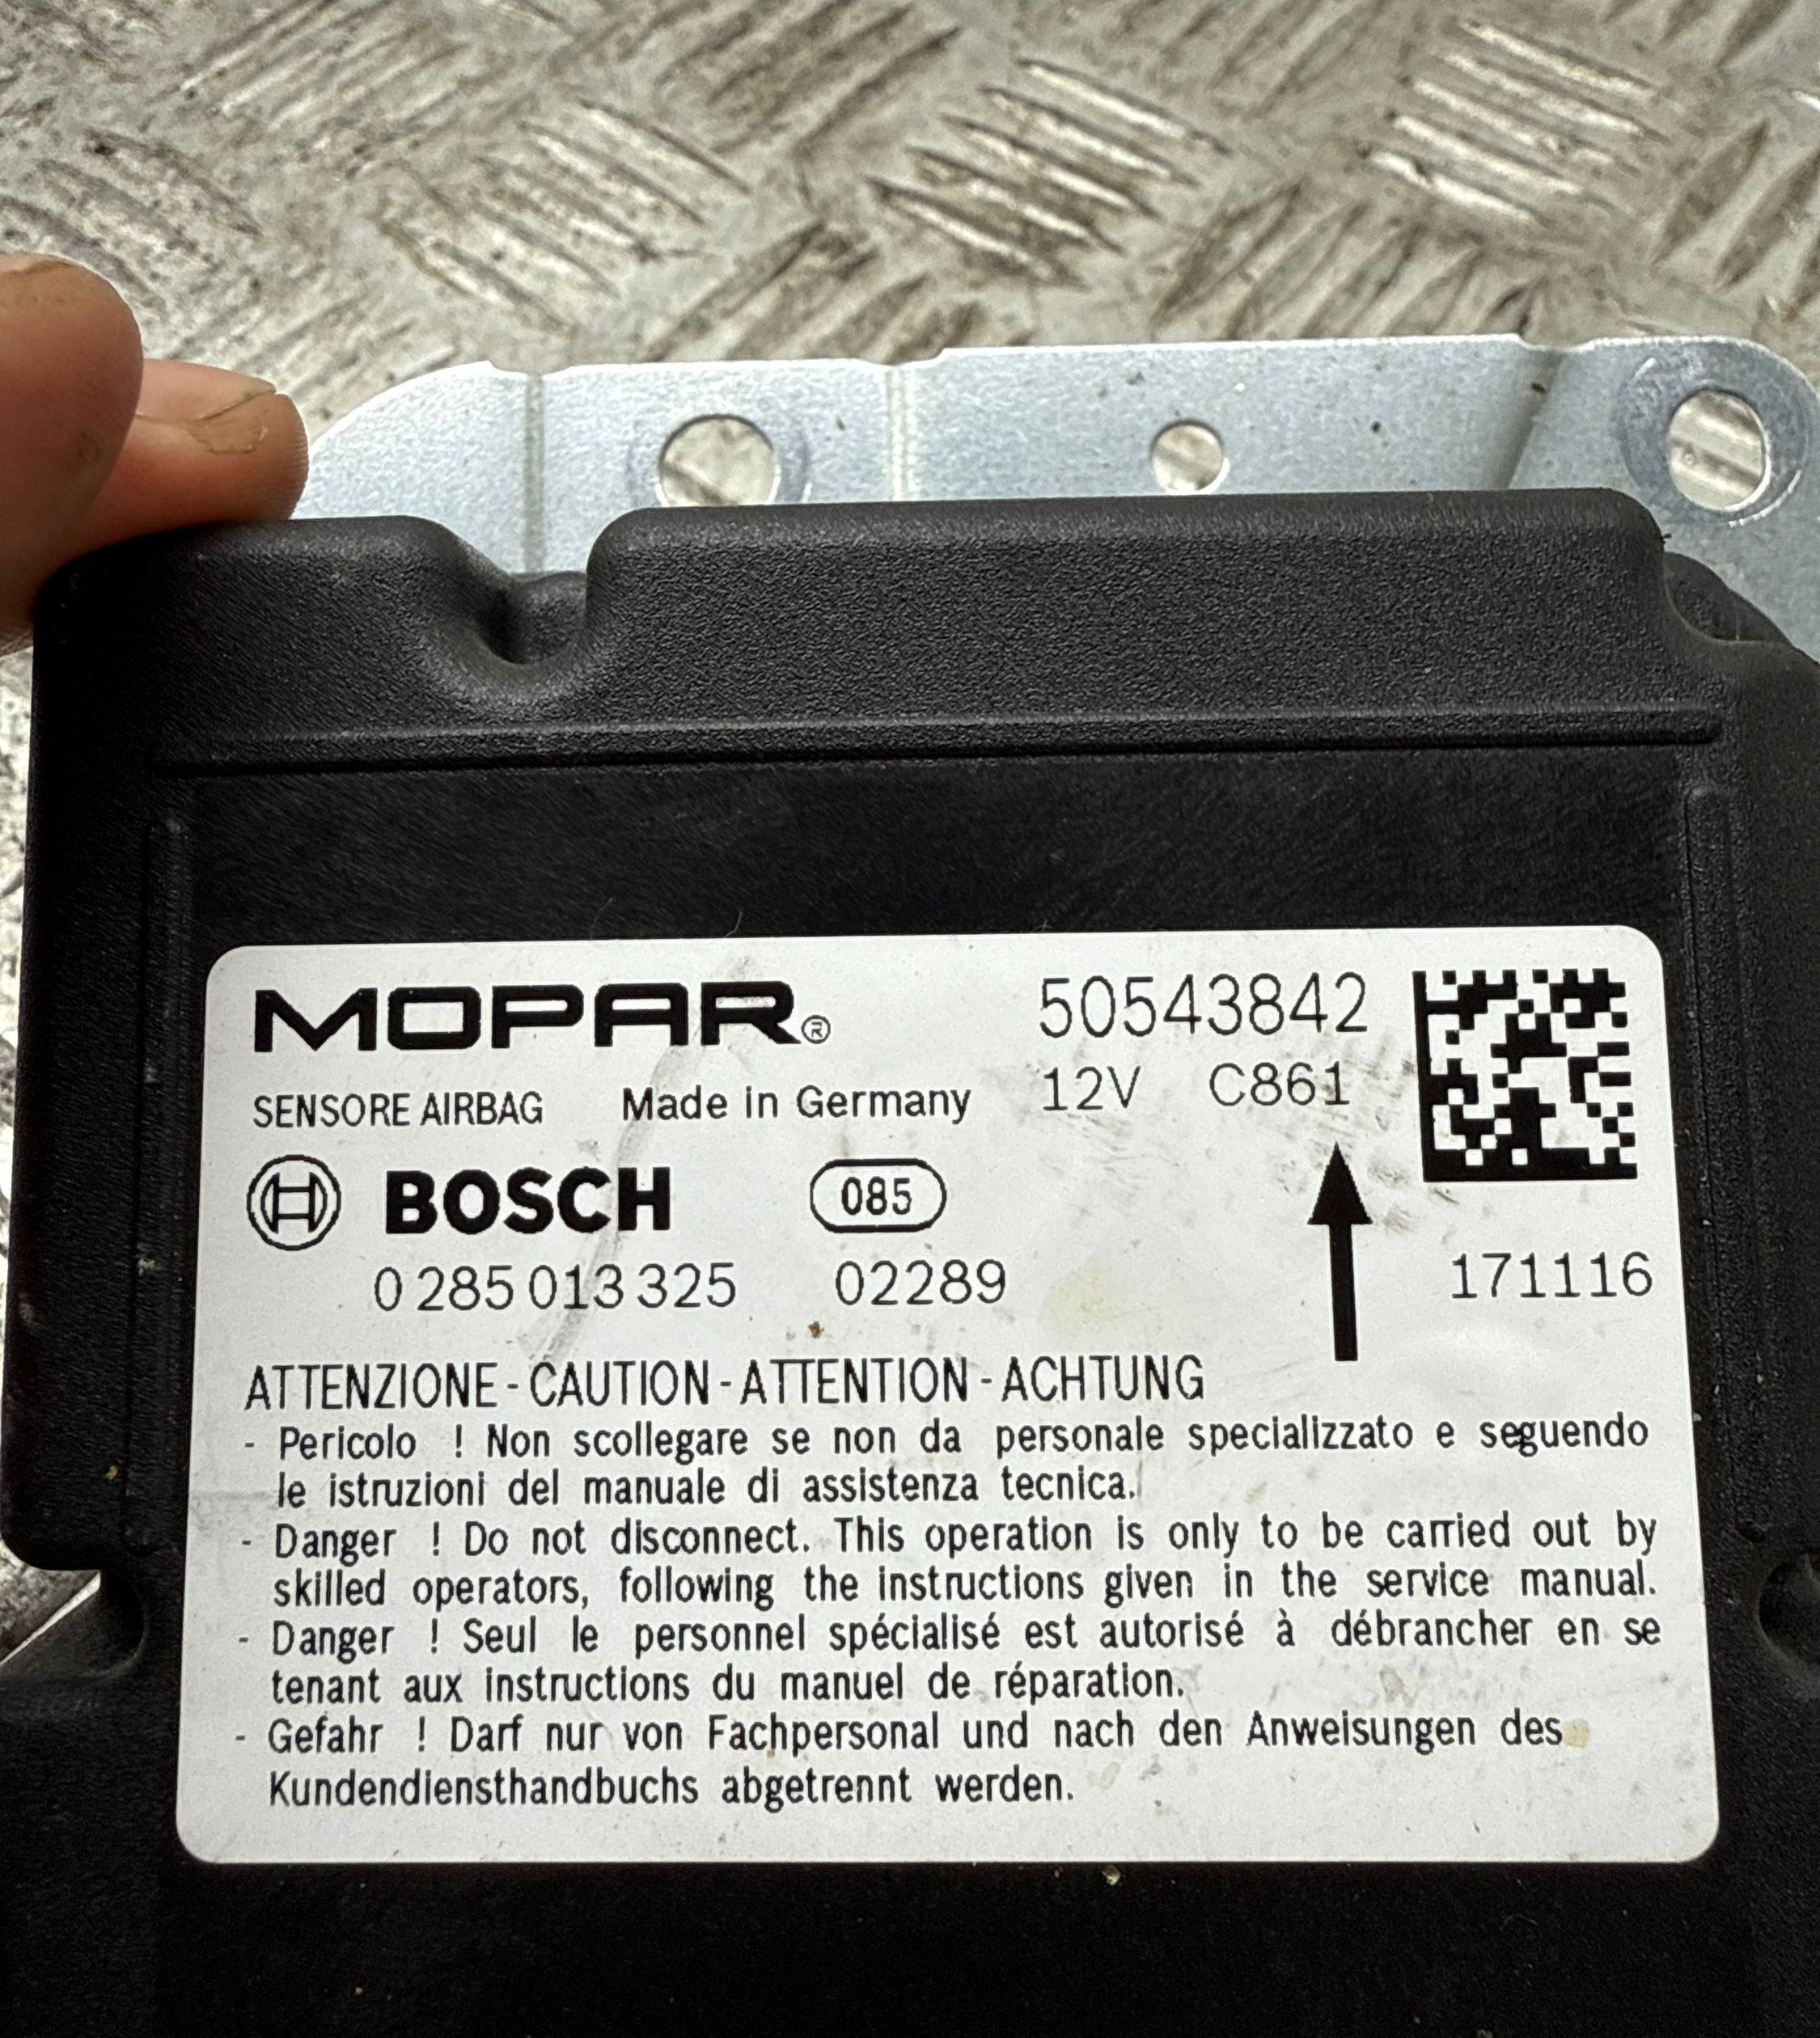 MOPAR® 50543842
SENSORE AIRBAG Made in Germany 12V C861
BOSCH 085
0 285 013 325 02289 171116
ATTENZIONE - CAUTION - ATTENTION - ACHTUNG
- Pericolo ! Non scollegare se non da personale specializzato e seguendo
le istruzioni del manuale di assistenza tecnica.
- Danger ! Do not disconnect. This operation is only to be carried out by
skilled operators, following the instructions given in the service manual.
- Danger ! Seul le personnel spécialisé est autorisé à débrancher en se
tenant aux instructions du manuel de réparation.
- Gefahr ! Darf nur von Fachpersonal und nach den Anweisungen des
Kundendiensthandbuchs abgetrennt werden.